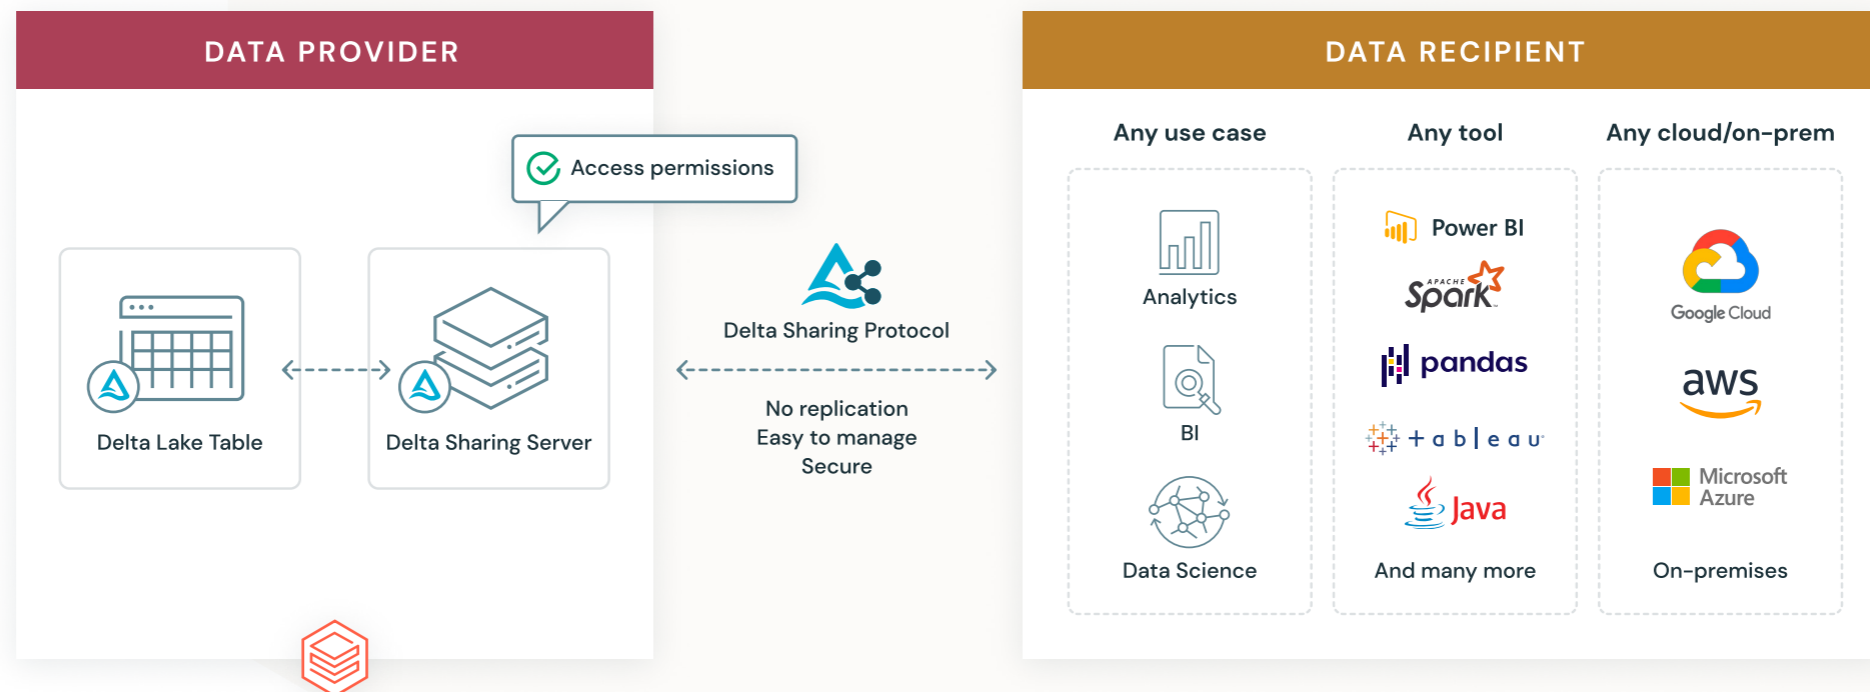 DATA PROVIDER
Access permissions
Delta Lake Table
Delta Sharing Server
Delta Sharing Protocol
No replication
Easy to manage
Secure
DATA RECIPIENT
Any use case
Analytics
BI
Data Science
Any tool
Power BI
APACHE
Spark
pandas
+ableau
Java
And many more
Any cloud/on-prem
Google Cloud
aws
Microsoft
Azure
On-premises